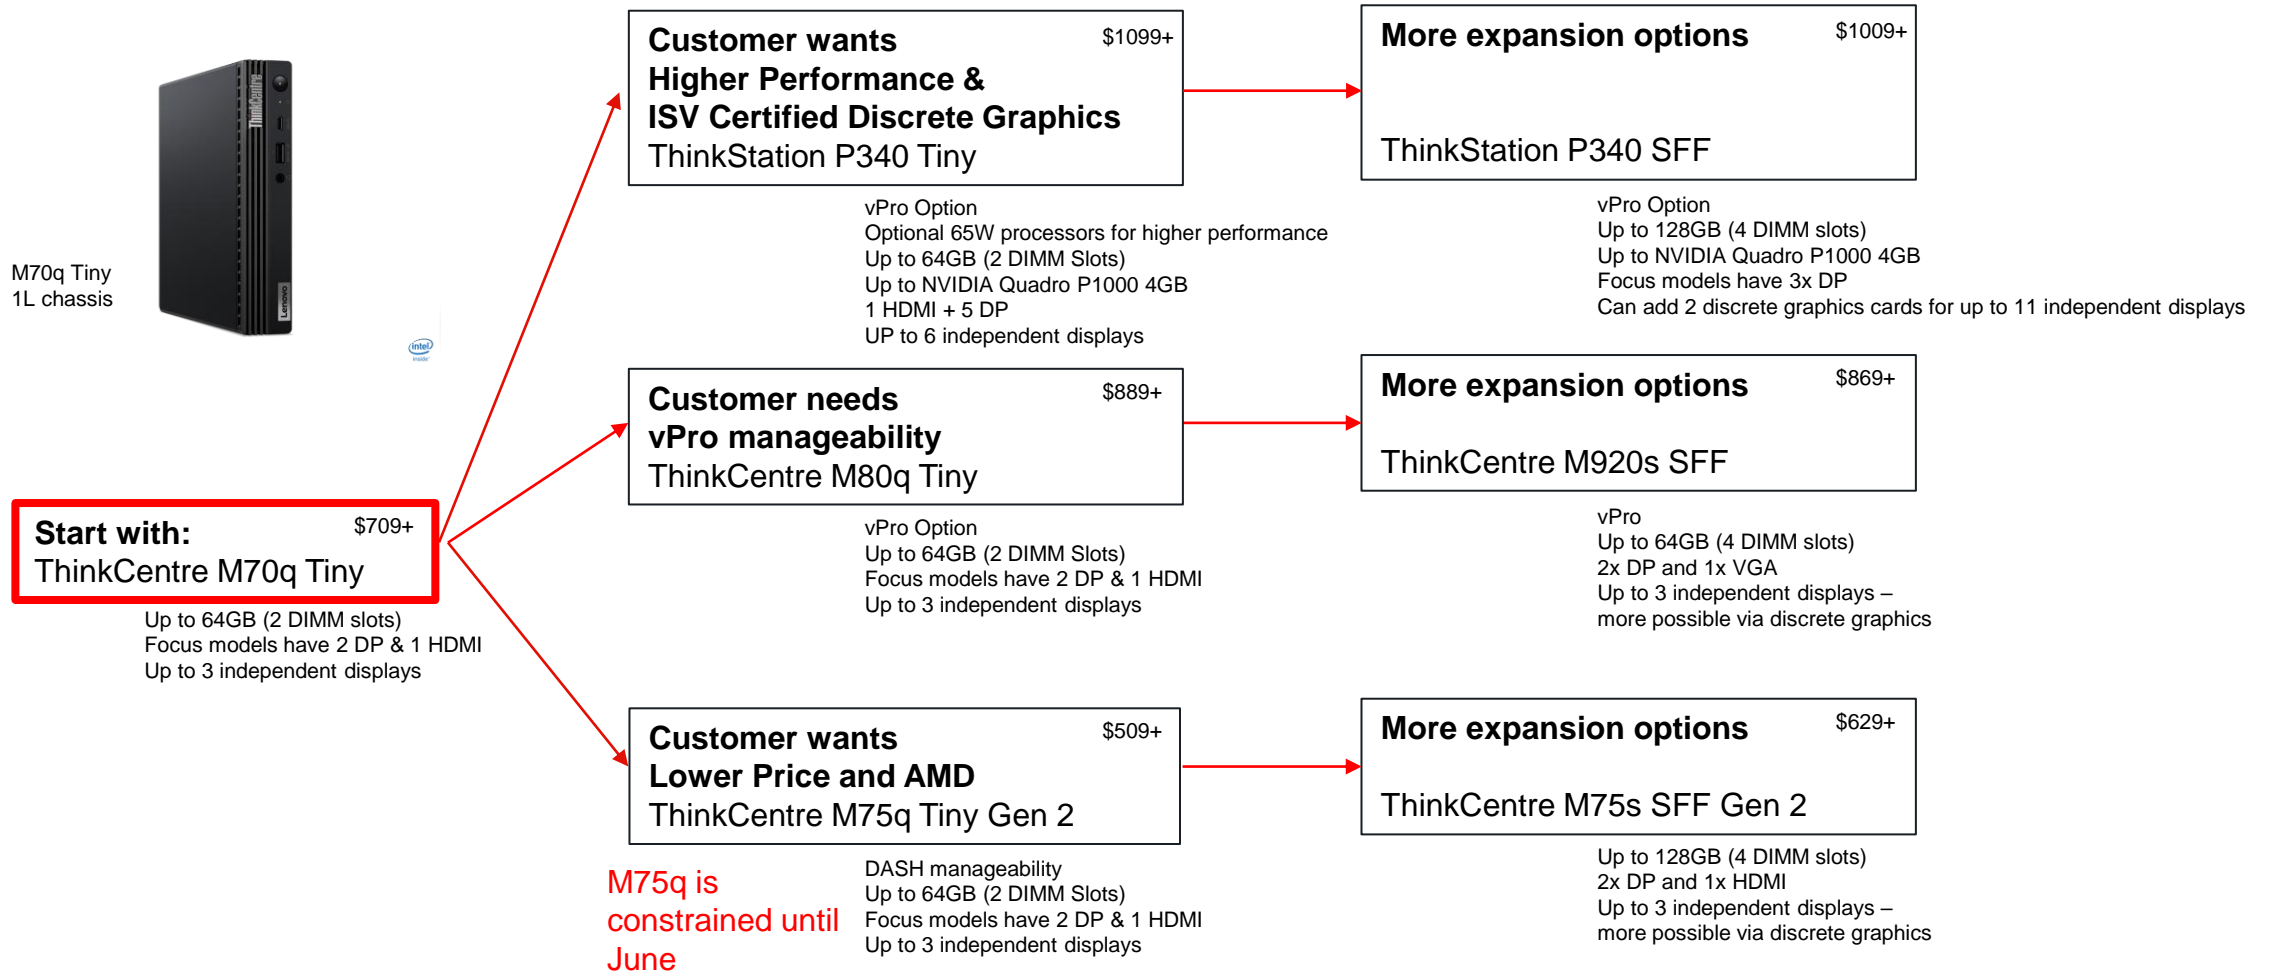 ThinkCentre
Lenovo
M70q Tiny
1L chassis
intel
inside
Start with:
$709+
ThinkCentre M70q Tiny
Up to 64GB (2 DIMM slots)
Focus models have 2 DP & 1 HDMI
Up to 3 independent displays
Customer wants
$1099+
Higher Performance &
ISV Certified Discrete Graphics
ThinkStation P340 Tiny
vPro Option
Optional 65W processors for higher performance
Up to 64GB (2 DIMM Slots)
Up to NVIDIA Quadro P1000 4GB
1 HDMI + 5 DP
UP to 6 independent displays
More expansion options
$1009+
ThinkStation P340 SFF
vPro Option
Up to 128GB (4 DIMM slots)
Up to NVIDIA Quadro P1000 4GB
Focus models have 3x DP
Can add 2 discrete graphics cards for up to 11 independent displays
Customer needs
$889+
vPro manageability
ThinkCentre M80q Tiny
vPro Option
Up to 64GB (2 DIMM Slots)
Focus models have 2 DP & 1 HDMI
Up to 3 independent displays
More expansion options
$869+
ThinkCentre M920s SFF
vPro
Up to 64GB (4 DIMM slots)
2x DP and 1x VGA
Up to 3 independent displays –
more possible via discrete graphics
Customer wants
$509+
Lower Price and AMD
ThinkCentre M75q Tiny Gen 2
M75q is
constrained until
June
DASH manageability
Up to 64GB (2 DIMM Slots)
Focus models have 2 DP & 1 HDMI
Up to 3 independent displays
More expansion options
$629+
ThinkCentre M75s SFF Gen 2
Up to 128GB (4 DIMM slots)
2x DP and 1x HDMI
Up to 3 independent displays –
more possible via discrete graphics